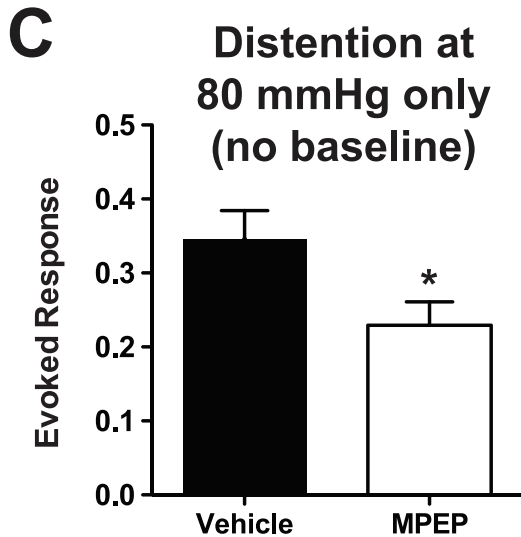 C
Distention at
80 mmHg only
(no baseline)
Evoked Response
0.5
0.4
0.3
0.2
0.1
0.0
*
Vehicle
MPEP